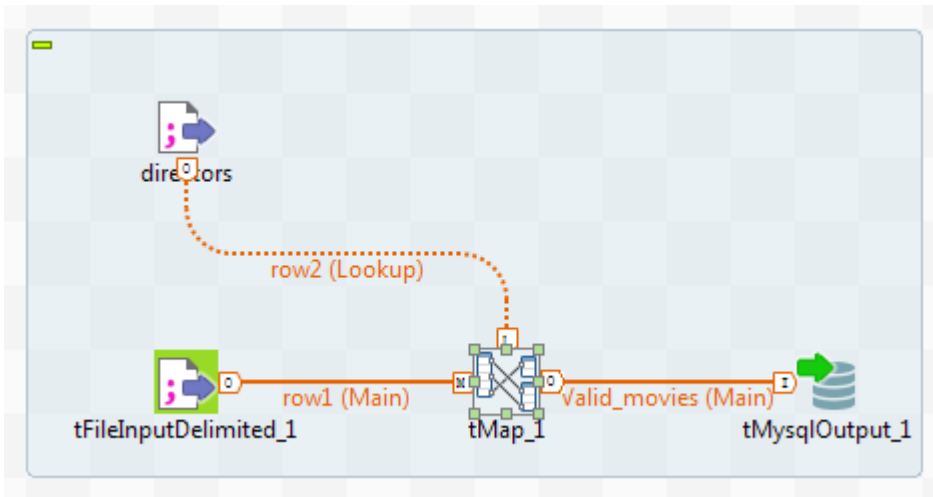 directors
row2 (Lookup)
row1 (Main)
Valid_movies (Main)
tFileInputDelimited_1
tMap_1
tMysqlOutput_1